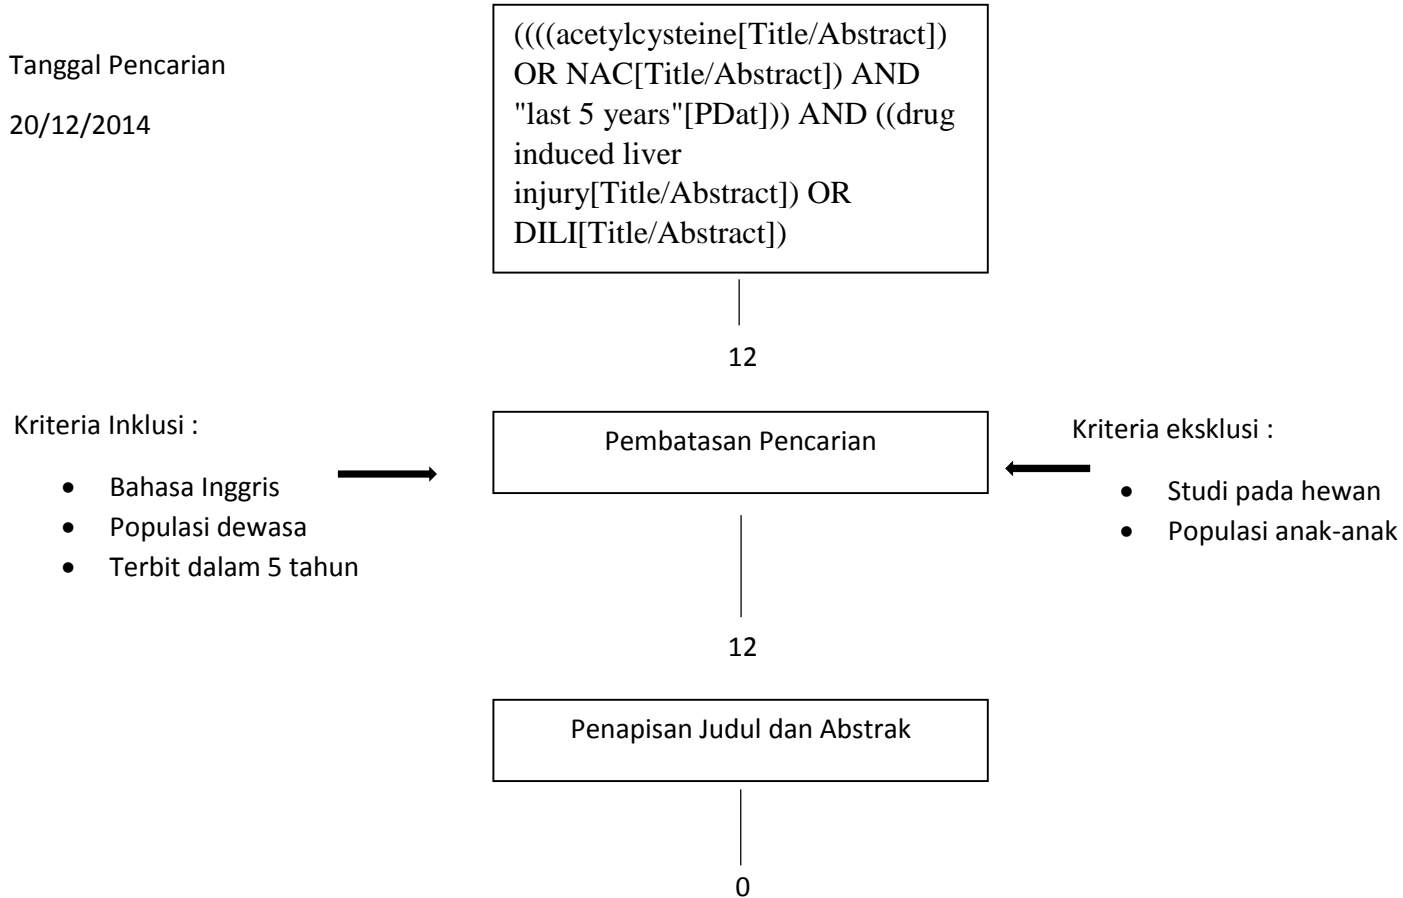 Tanggal Pencarian
20/12/2014
((((acetylcysteine[Title/Abstract])
OR NAC[Title/Abstract]) AND
"last 5 years"[PDat])) AND ((drug
induced liver
injury[Title/Abstract]) OR
DILI[Title/Abstract])
12
Kriteria Inklusi :
• Bahasa Inggris
• Populasi dewasa
• Terbit dalam 5 tahun
Pembatasan Pencarian
Kriteria eksklusi :
• Studi pada hewan
• Populasi anak-anak
12
Penapisan Judul dan Abstrak
0